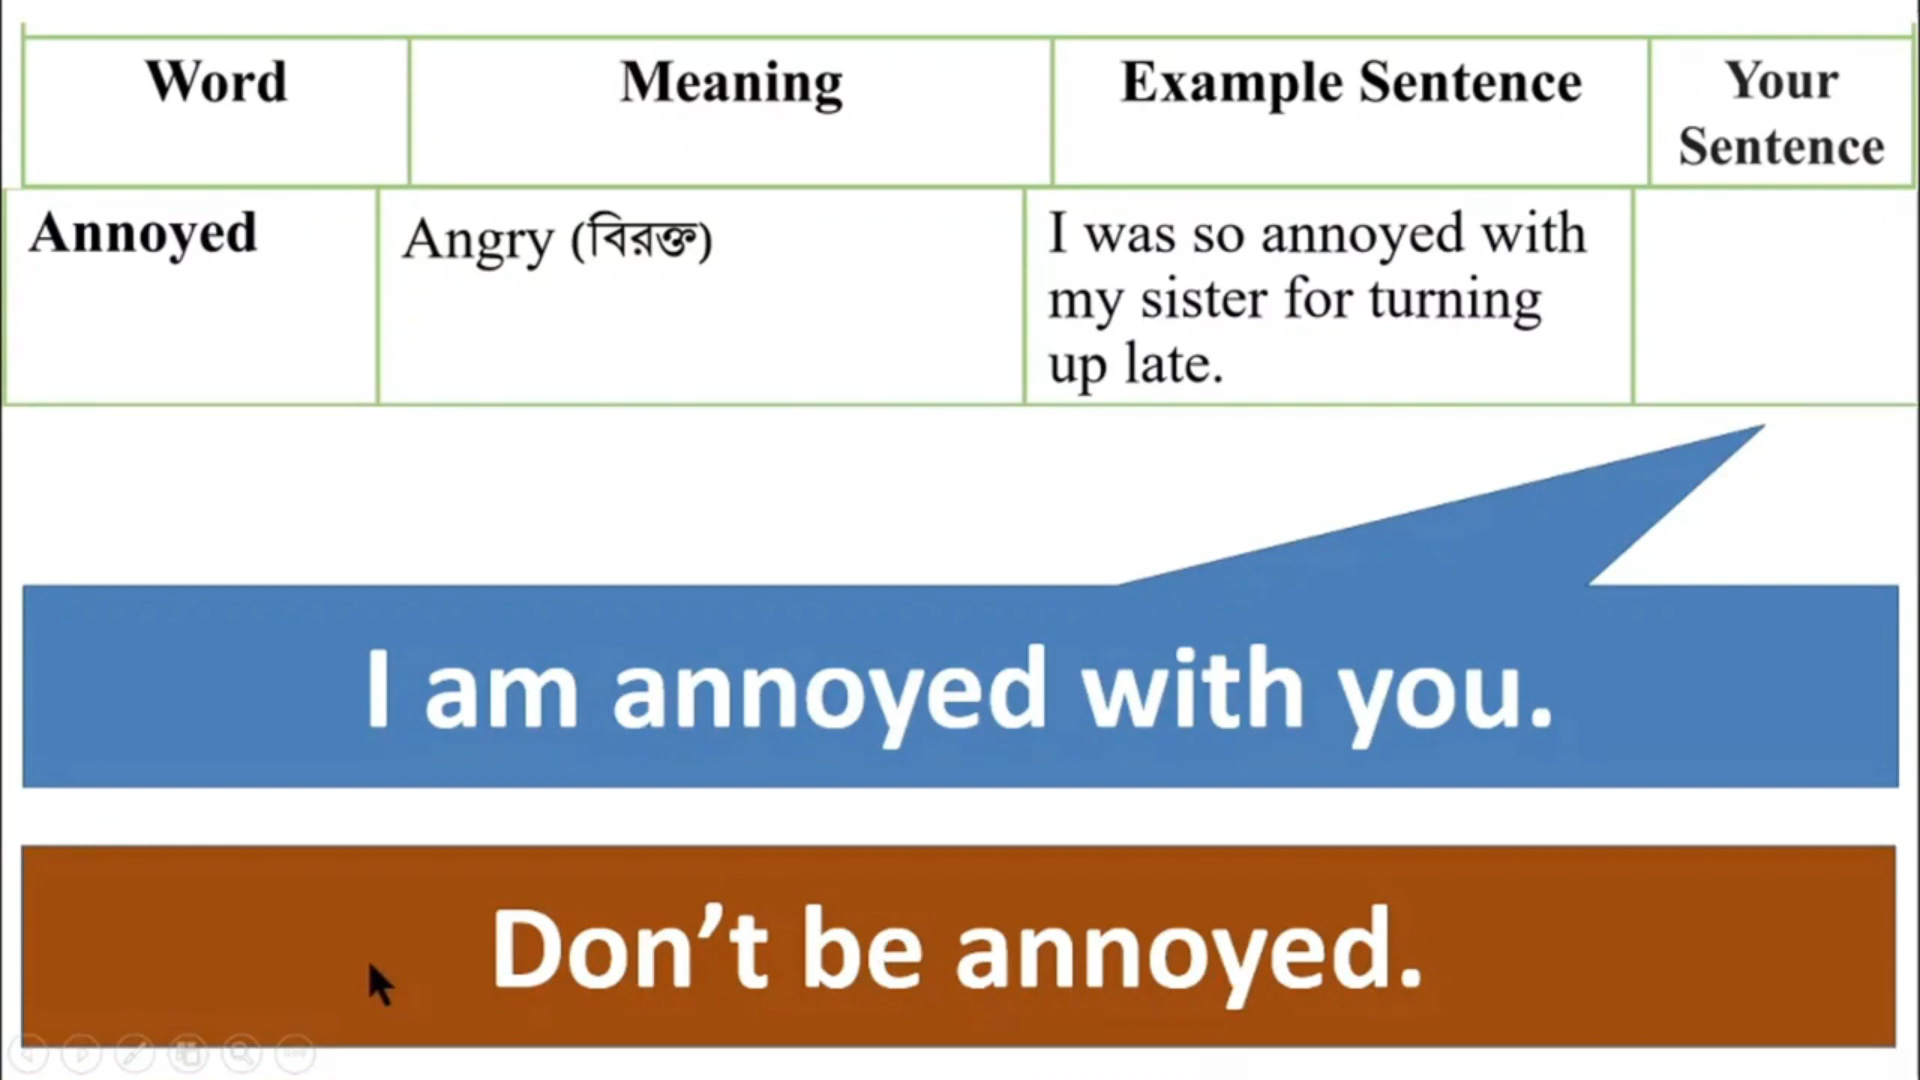 Word
Meaning
Example Sentence
Your
Sentence
Annoyed
Angry (বিরক্ত)
I was so annoyed with
my sister for turning
up late.
I am annoyed with you.
Don’t be annoyed.